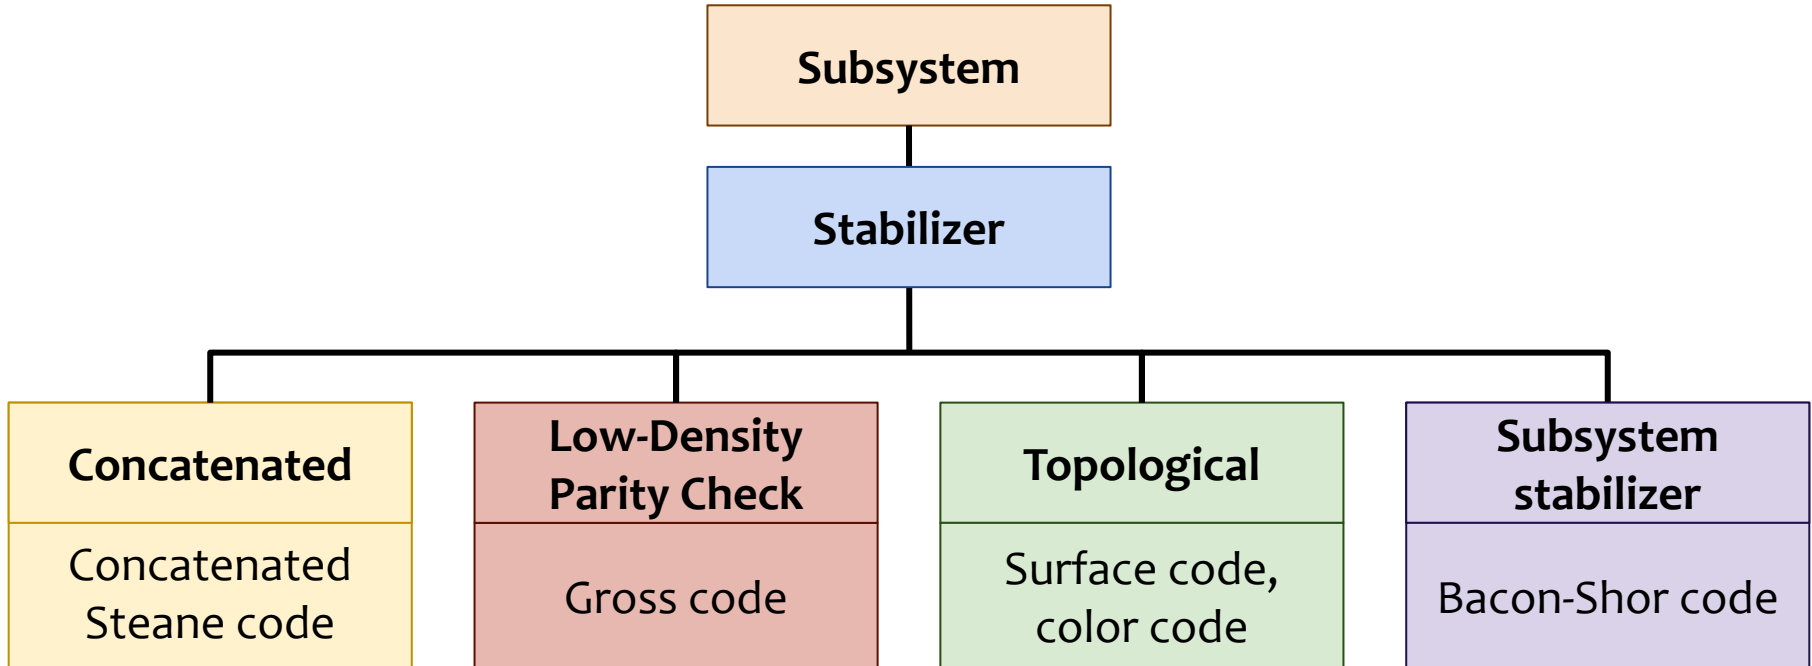 Subsystem
Stabilizer
Concatenated
Concatenated
Steane code
Low-Density
Parity Check
Gross code
Topological
Surface code,
color code
Subsystem
stabilizer
Bacon-Shor code